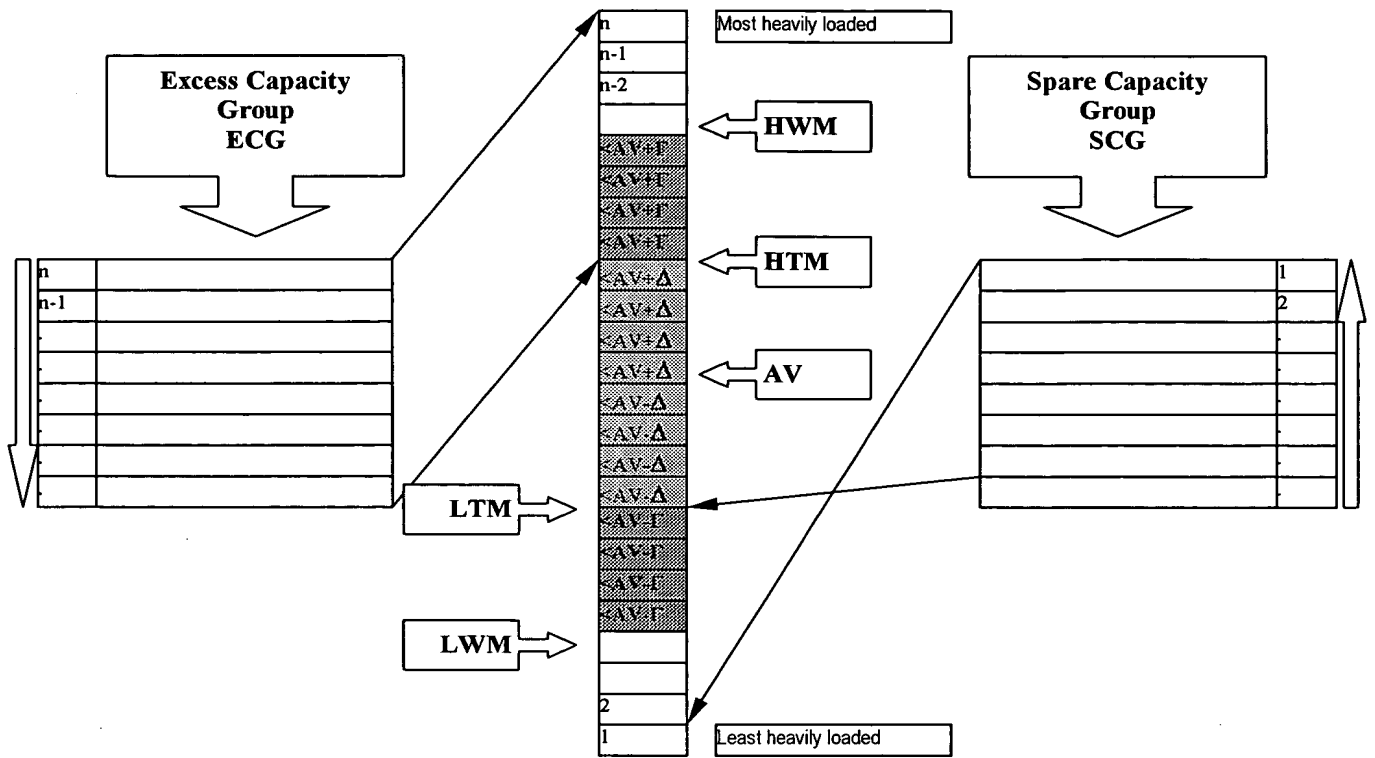 Excess Capacity
Group
ECG
n
n-1
n
n-1
n-2
<AV+Γ
<AV+Γ
<AV+Γ
<AV+Γ
<AV+Δ
<AV+Δ
<AV+Δ
<AV+Δ
<AV-Δ
<AV-Δ
<AV-Δ
<AV-Δ
<AV-Γ
<AV-Γ
<AV-Γ
<AV-Γ
2
1
Most heavily loaded
HWM
HTM
AV
LTM
LWM
Least heavily loaded
Spare Capacity
Group
SCG
1
2